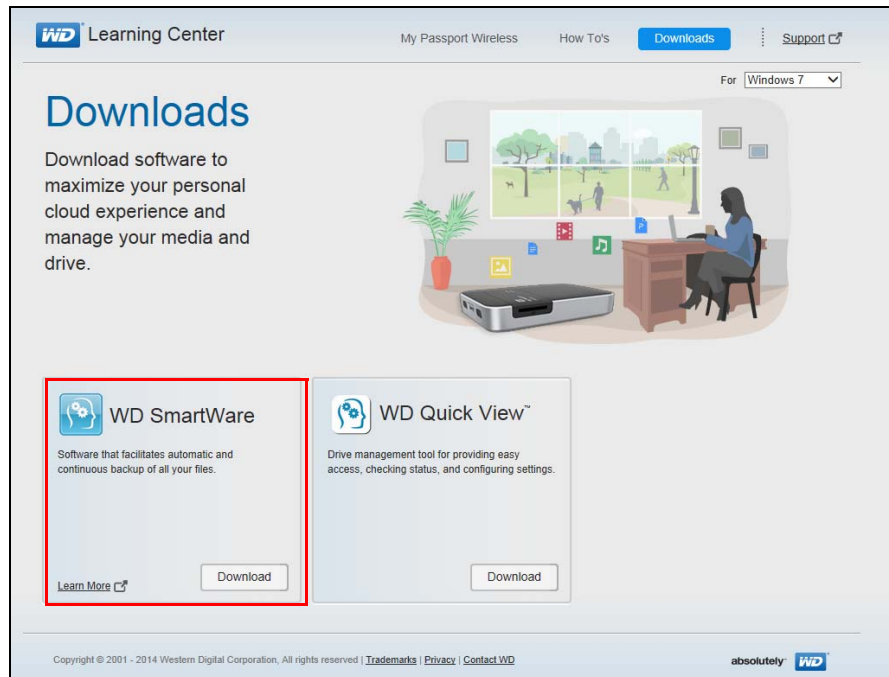 WD Learning Center
My Passport Wireless How To's Downloads Support
For Windows 7
Downloads
Download software to
maximize your personal
cloud experience and
manage your media and
drive.
P
WD SmartWare
Software that facilitates automatic and
continuous backup of all your files.
Learn More
Download
WD Quick View™
Drive management tool for providing easy
access, checking status, and configuring settings.
Download
Copyright © 2001 - 2014 Western Digital Corporation, All rights reserved | Trademarks | Privacy | Contact WD
absolutely WD